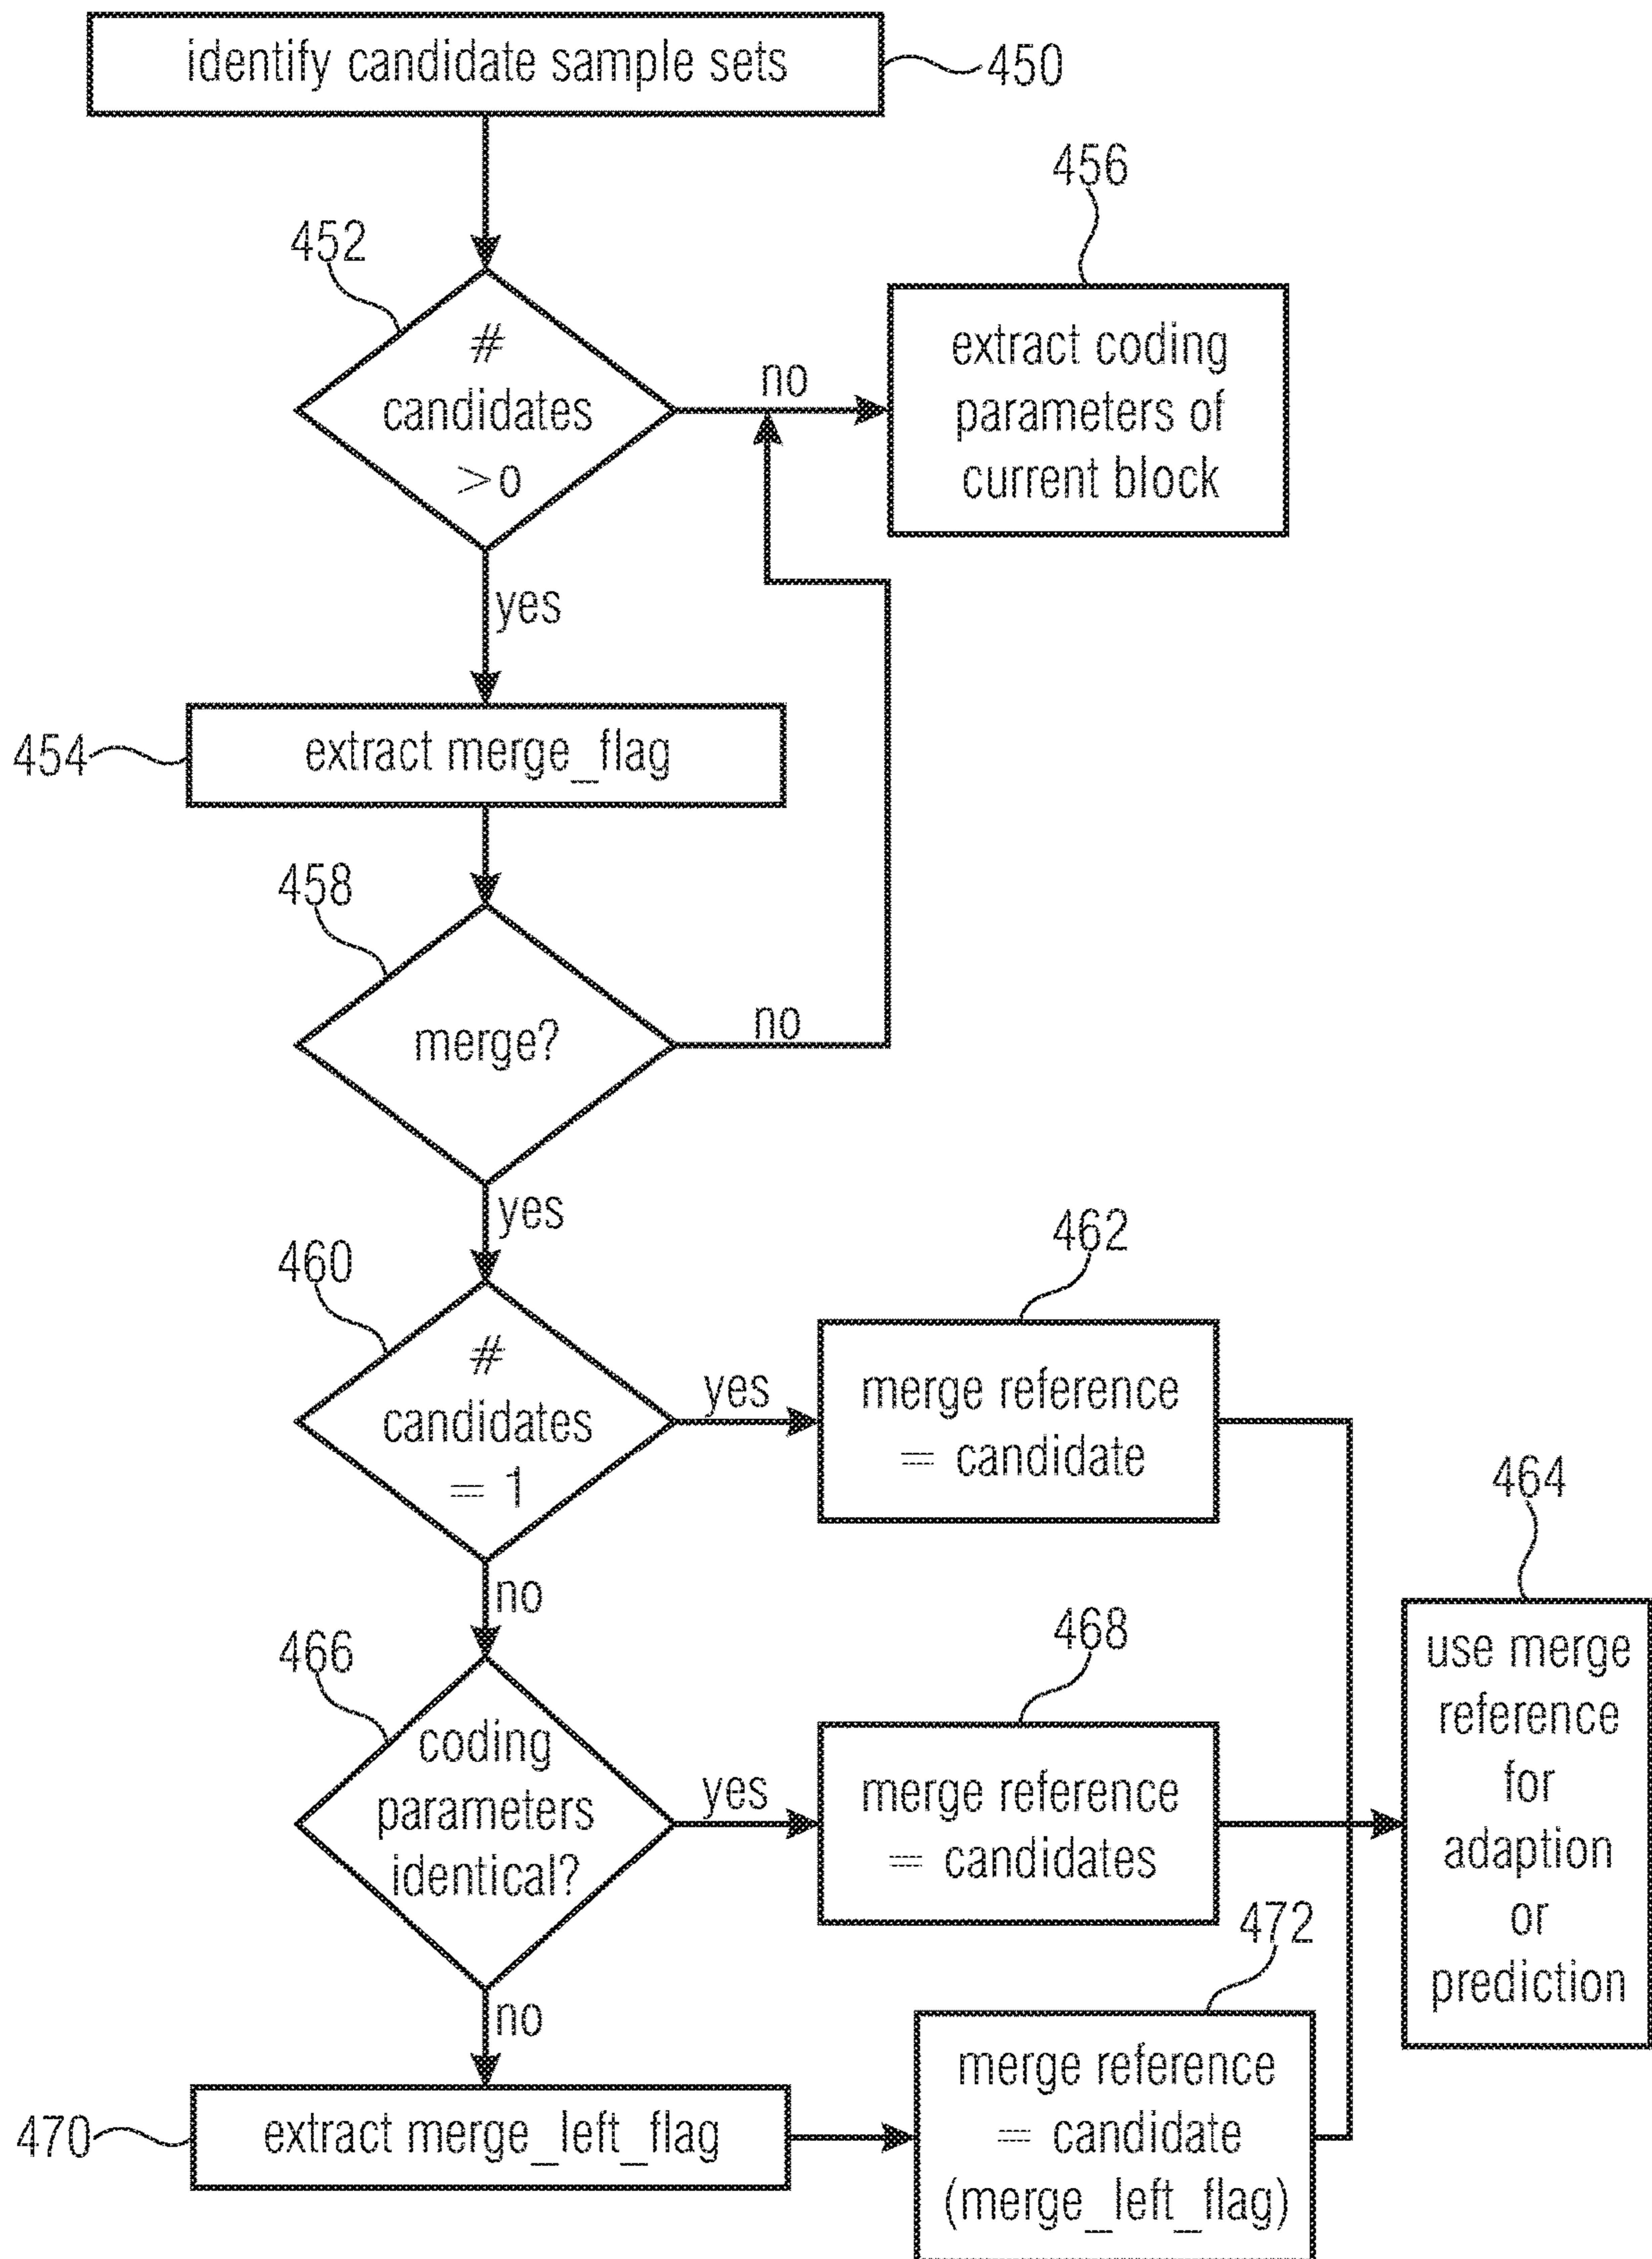 identify candidate sample sets
450
456
452
#
candidates
>0
no
extract coding
parameters of
current block
yes
454
extract merge_flag
458
merge?
no
yes
460
462
#
candidates
= 1
yes
merge reference
= candidate
464
no
466
468
coding
parameters
identical?
yes
merge reference
= candidates
use merge
reference
for
adaption
or
prediction
472
no
470
extract merge_left_flag
merge reference
= candidate
(merge_left_flag)